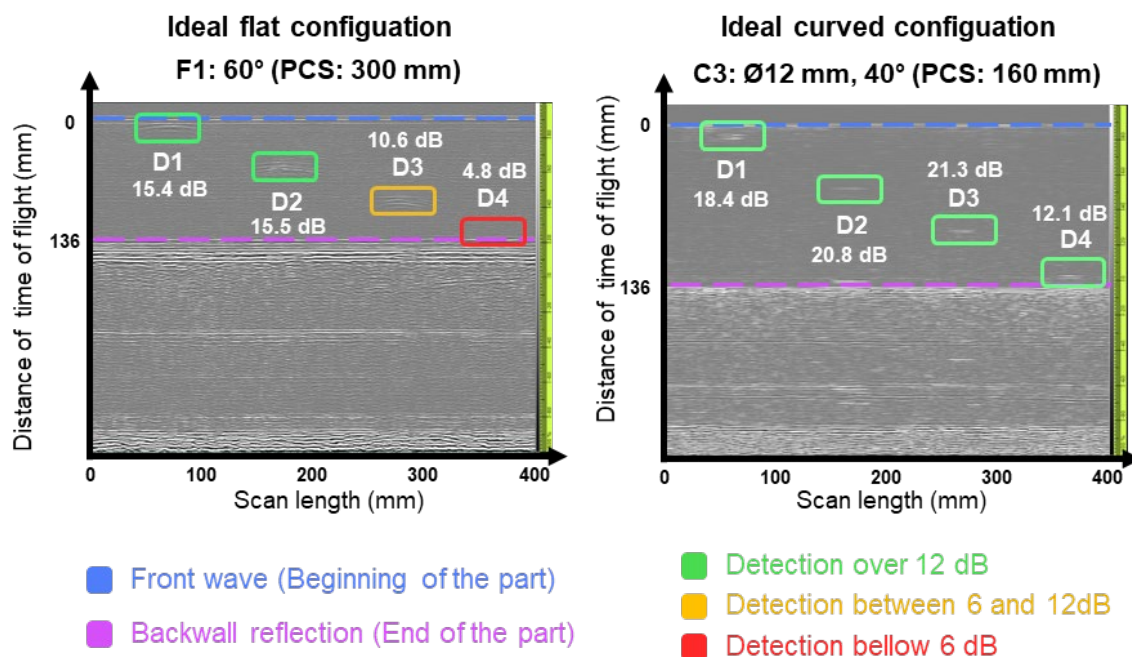 Ideal flat configuation
F1: 60° (PCS: 300 mm)
Distance of time of flight (mm)
0
136
D1
15.4 dB
D2
15.5 dB
10.6 dB
D3
4.8 dB
D4
0
100
200
300
400
Scan length (mm)
Ideal curved configuation
C3: Ø12 mm, 40° (PCS: 160 mm)
Distance of time of flight (mm)
0
136
D1
18.4 dB
D2
20.8 dB
21.3 dB
D3
12.1 dB
D4
0
100
200
300
400
Scan length (mm)
Front wave (Beginning of the part)
Backwall reflection (End of the part)
Detection over 12 dB
Detection between 6 and 12dB
Detection bellow 6 dB